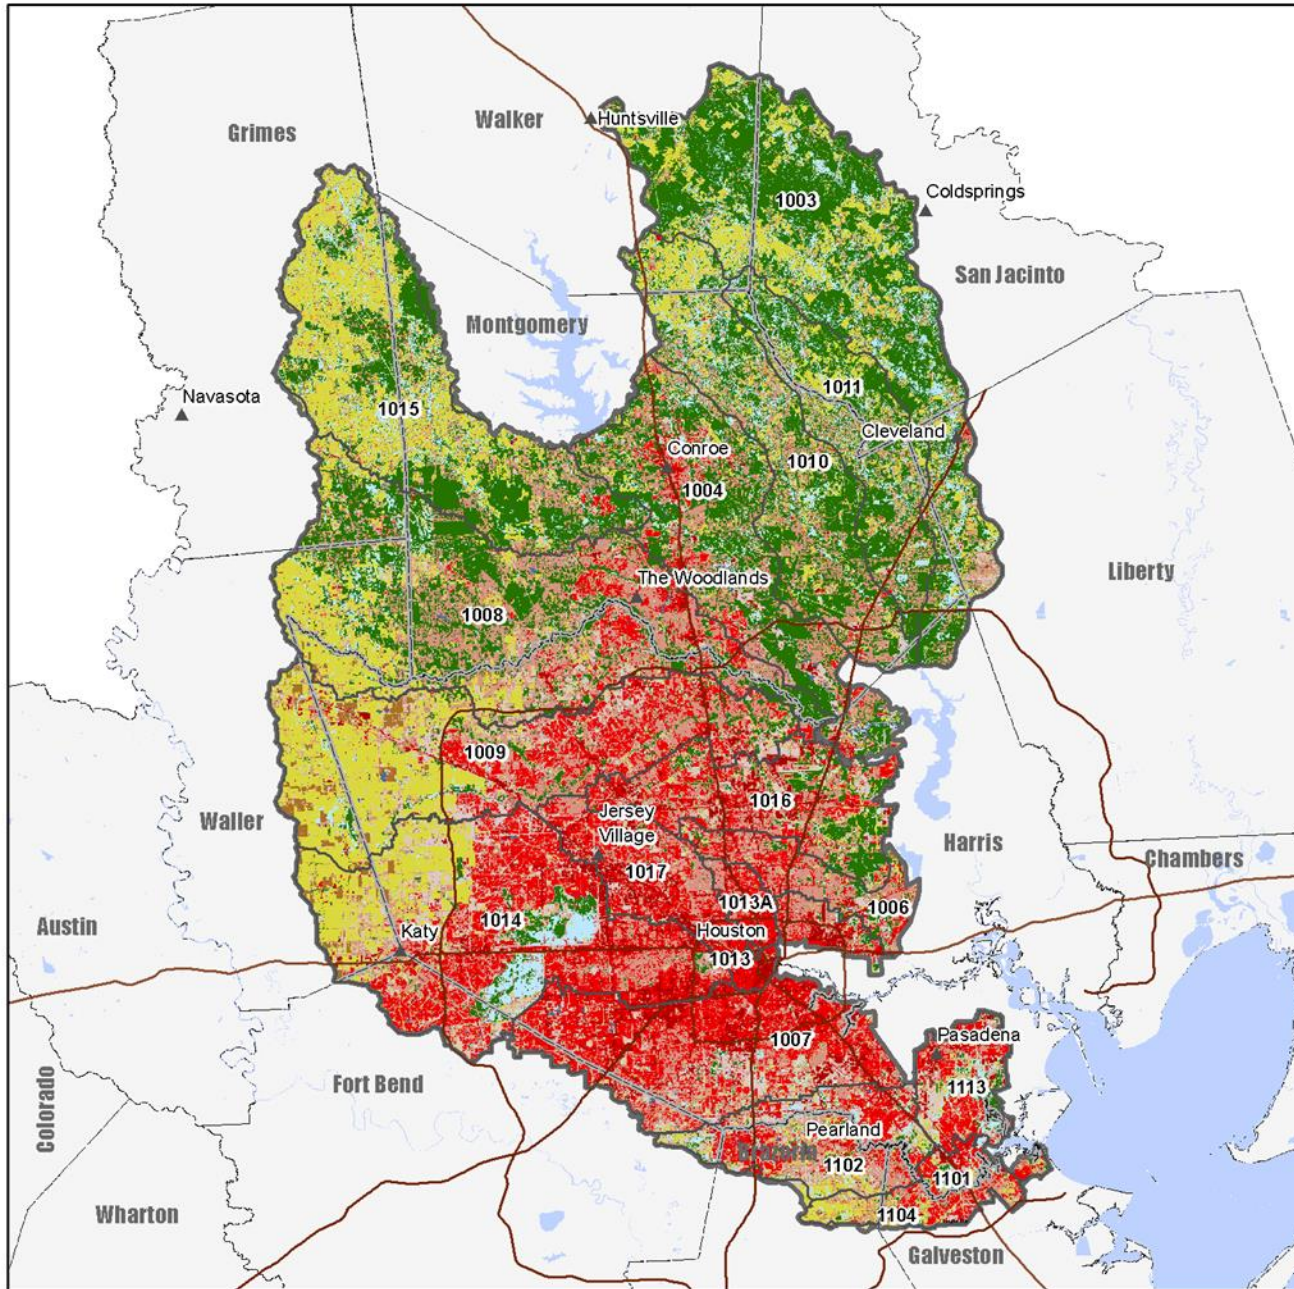 Huntsville
Walker
Grimes
Coldsprings
1003
San Jacinto
Montgomery
Navasota
1011
1015
Cleveland
Conroe
1010
1004
The Woodlands
Liberty
1008
1009
1016
Jersey
Village
Waller
Harris
Chambers
1017
1013A
1006
1014
Austin
Katy
Houston
1013
1007
Pasadena
Fort Bend
1113
Colorado
Pearland
Brazoria
1102
1101
Wharton
1104
Galveston